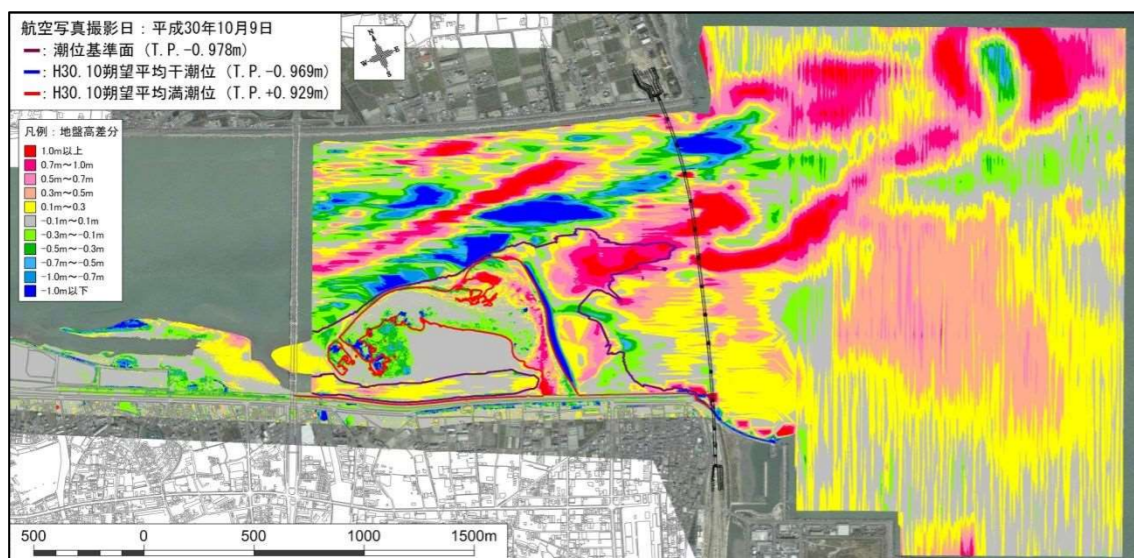 航空写真撮影日：平成30年10月9日
―：潮位基準面（T.P.-0.978m）
―：H30.10朔望平均干潮位（T.P.-0.969m）
―：H30.10朔望平均満潮位（T.P.+0.929m）
N
E
W
S
凡例：地盤高差分
1.0m以上
0.7m～1.0m
0.5m～0.7m
0.3m～0.5m
0.1m～0.3
-0.1m～0.1m
-0.3m～-0.1m
-0.5m～-0.3m
-0.7m～-0.5m
-1.0m～-0.7m
-1.0m以下
500 0 500 1000 1500m